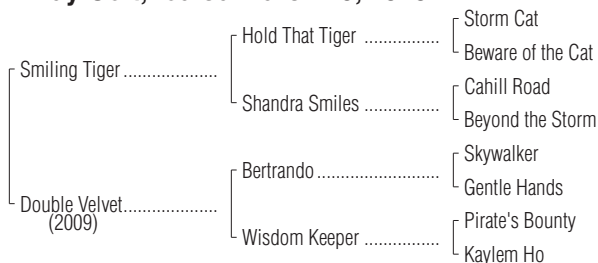 Storm Cat
Hold That Tiger ................
Beware of the Cat
Smiling Tiger ....................
Cahill Road
Shandra Smiles ................
Beyond the Storm
Skywalker
Bertrando ..........................
Gentle Hands
Double Velvet....................
(2009)
Pirate's Bounty
Wisdom Keeper ................
Kaylem Ho